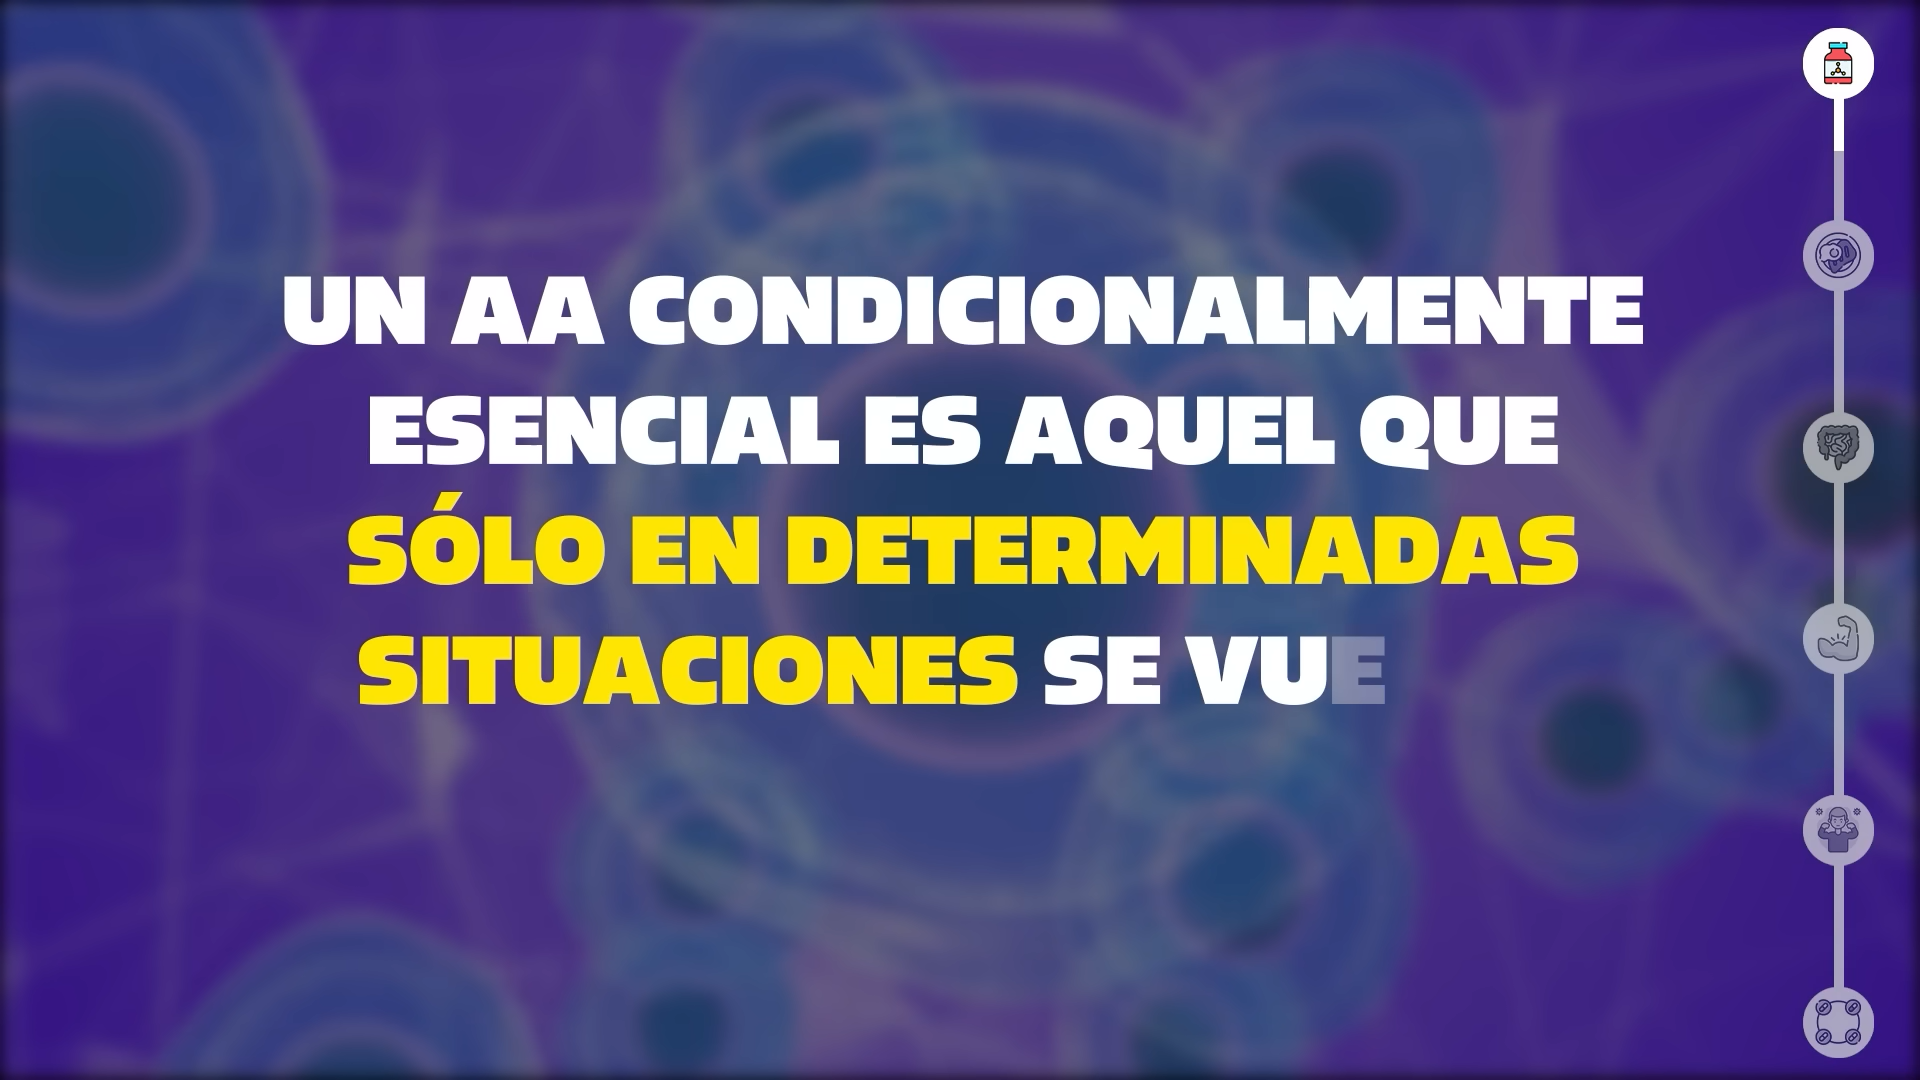 UN AA CONDICIONALMENTE
ESENCIAL ES AQUEL QUE
SÓLO EN DETERMINADAS
SITUACIONES SE VUE